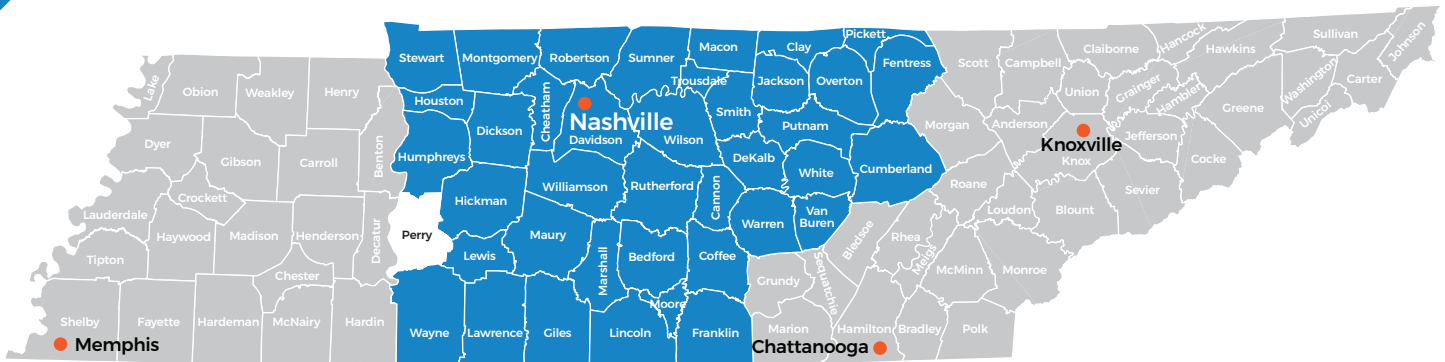 Stewart
Montgomery
Robertson
Sumner
Macon
Clay
Pickett
Fentress
Scott
Campbell
Claiborne
Hancock
Hawkins
Sullivan
Johnson
Lake
Obion
Weakley
Henry
Houston
Dickson
Cheatham
Nashville
Davidson
Wilson
Trousdale
Smith
Jackson
Overton
Putnam
Morgan
Anderson
Union
Grainger
Hamblen
Greene
Washington
Unicoi
Carter
Dyer
Gibson
Carroll
Benton
Humphreys
Williamson
Rutherford
Cannon
DeKalb
White
Cumberland
Roane
Knoxville
Knox
Jefferson
Cocke
Sevier
Blount
Loudon
Lauderdale
Crockett
Haywood
Madison
Henderson
Decatur
Perry
Hickman
Lewis
Maury
Marshall
Bedford
Coffee
Warren
Van
Buren
Bledsoe
Rhea
Meigs
McMinn
Monroe
Tipton
Chester
Moore
Grundy
Sequatchie
Shelby
Fayette
Hardeman
McNairy
Hardin
Wayne
Lawrence
Giles
Lincoln
Franklin
Marion
Hamilton
Bradley
Polk
Memphis
Chattanooga